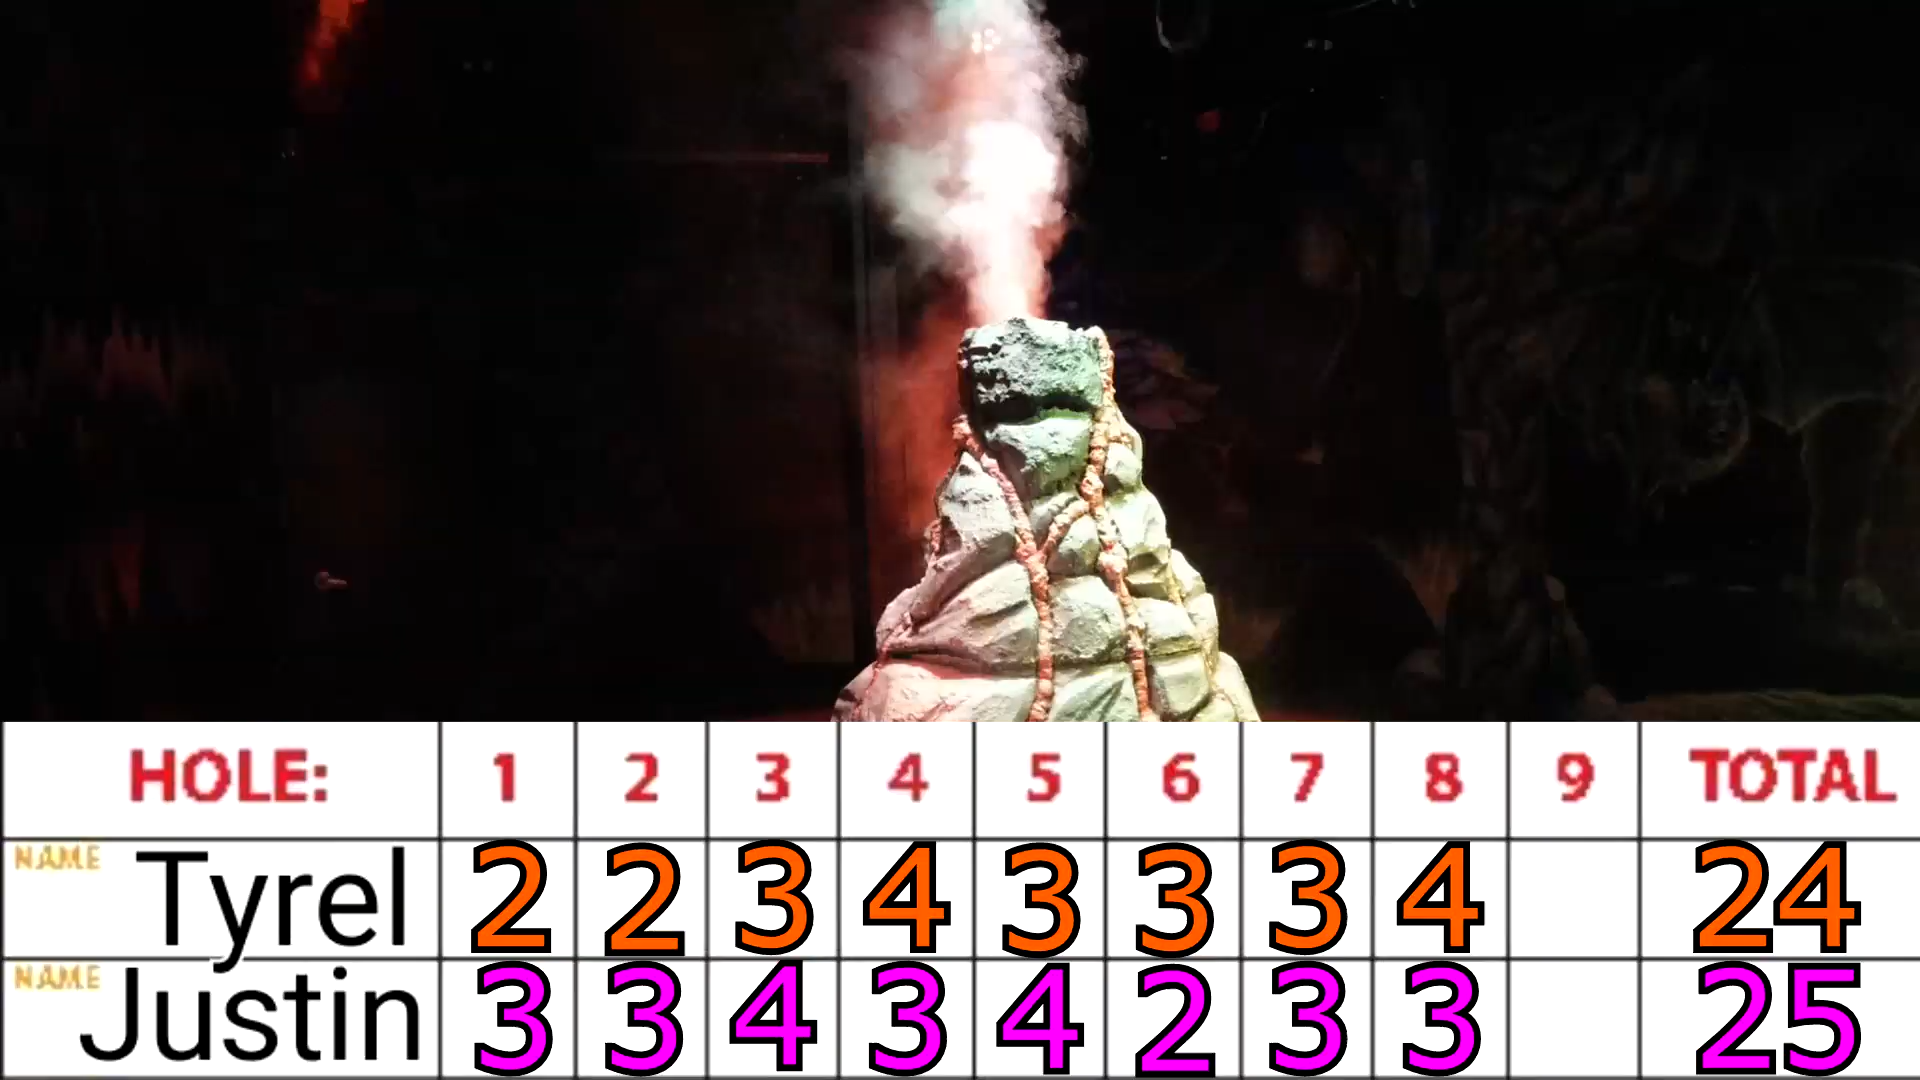 HOLE: 1 2 3 4 5 6 7 8 9 TOTAL
NAME Tyrel 2 2 3 4 3 3 3 4 24
NAME Justin 3 3 4 3 4 2 3 3 25